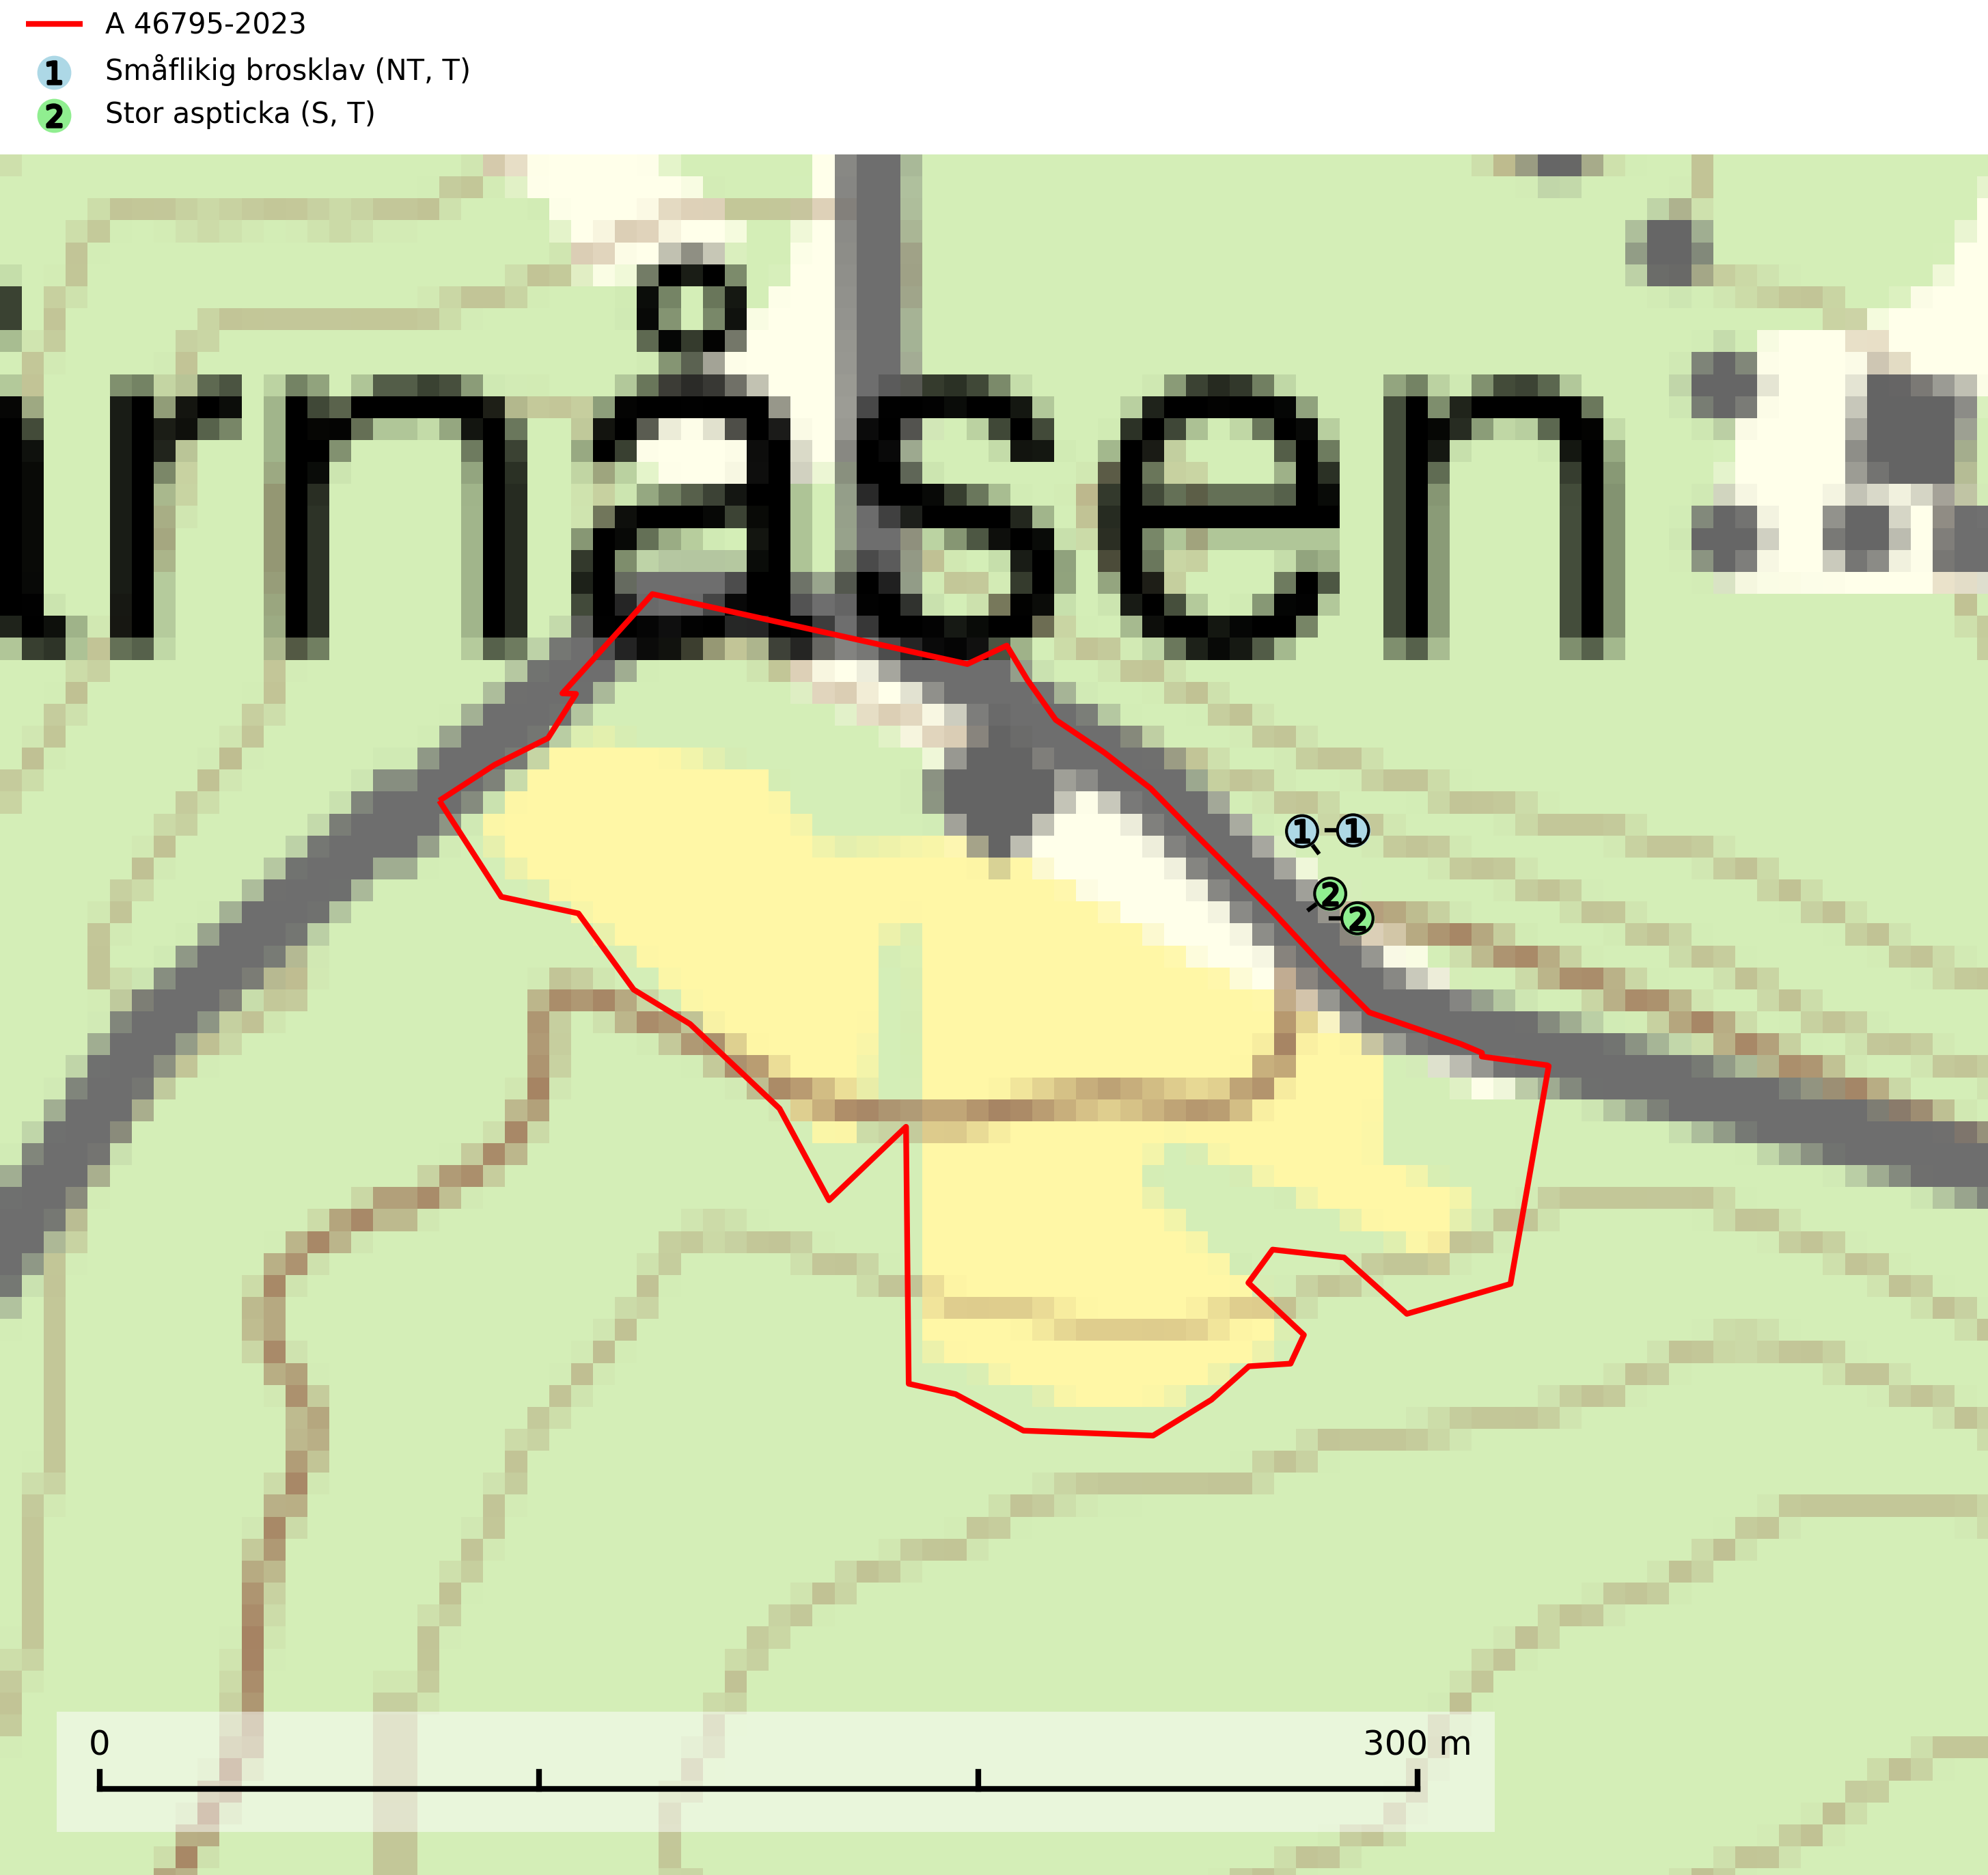 A 46795-2023
1 Småflikig brosklav (NT, T)
2 Stor aspticka (S, T)
urnåsen
1 1
2
2
0 300 m